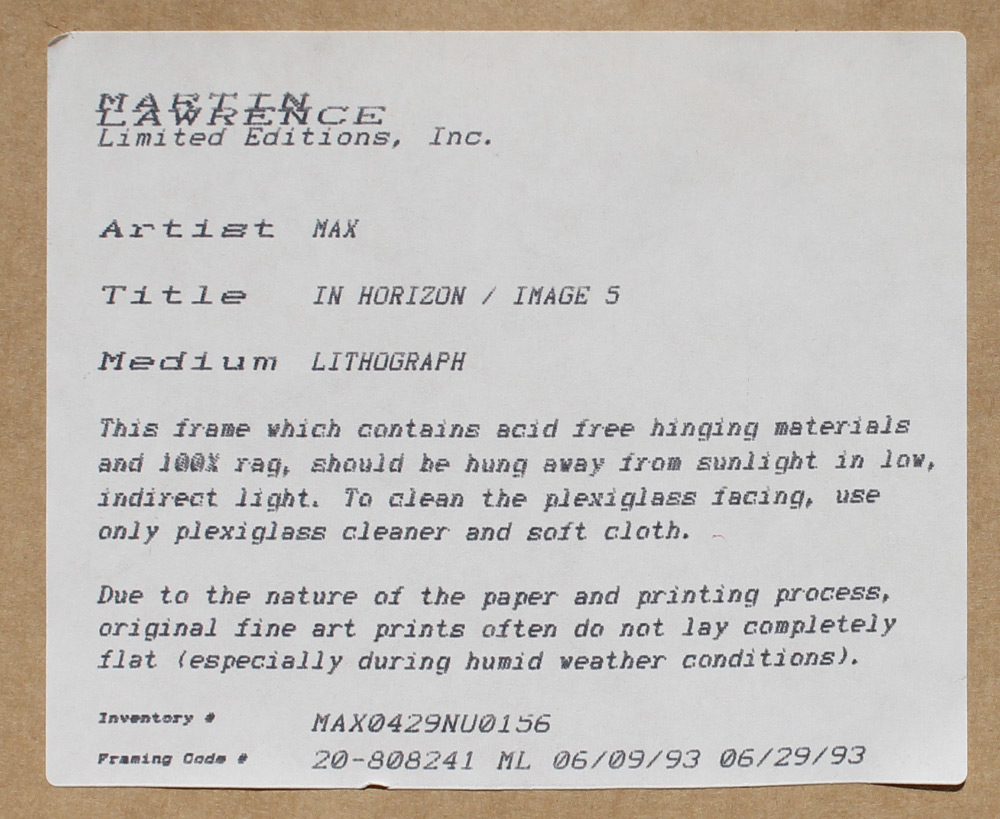 MARTIN
LAWRENCE
Limited Editions, Inc.
Artist MAX
Title IN HORIZON / IMAGE 5
Medium LITHOGRAPH
This frame which contains acid free hinging materials
and 100% rag, should be hung away from sunlight in low,
indirect light. To clean the plexiglass facing, use
only plexiglass cleaner and soft cloth.
Due to the nature of the paper and printing process,
original fine art prints often do not lay completely
flat (especially during humid weather conditions).
Inventory # MAX0429NU0156
Framing Code # 20-808241 ML 06/09/93 06/29/93